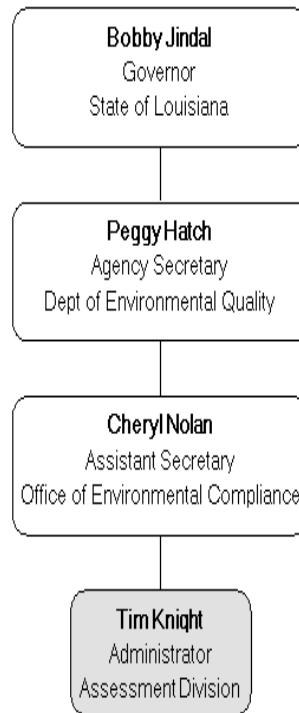 Bobby Jindal
Governor
State of Louisiana
Peggy Hatch
Agency Secretary
Dept of Environmental Quality
Cheryl Nolan
Assistant Secretary
Office of Environmental Compliance
Tim Knight
Administrator
Assessment Division